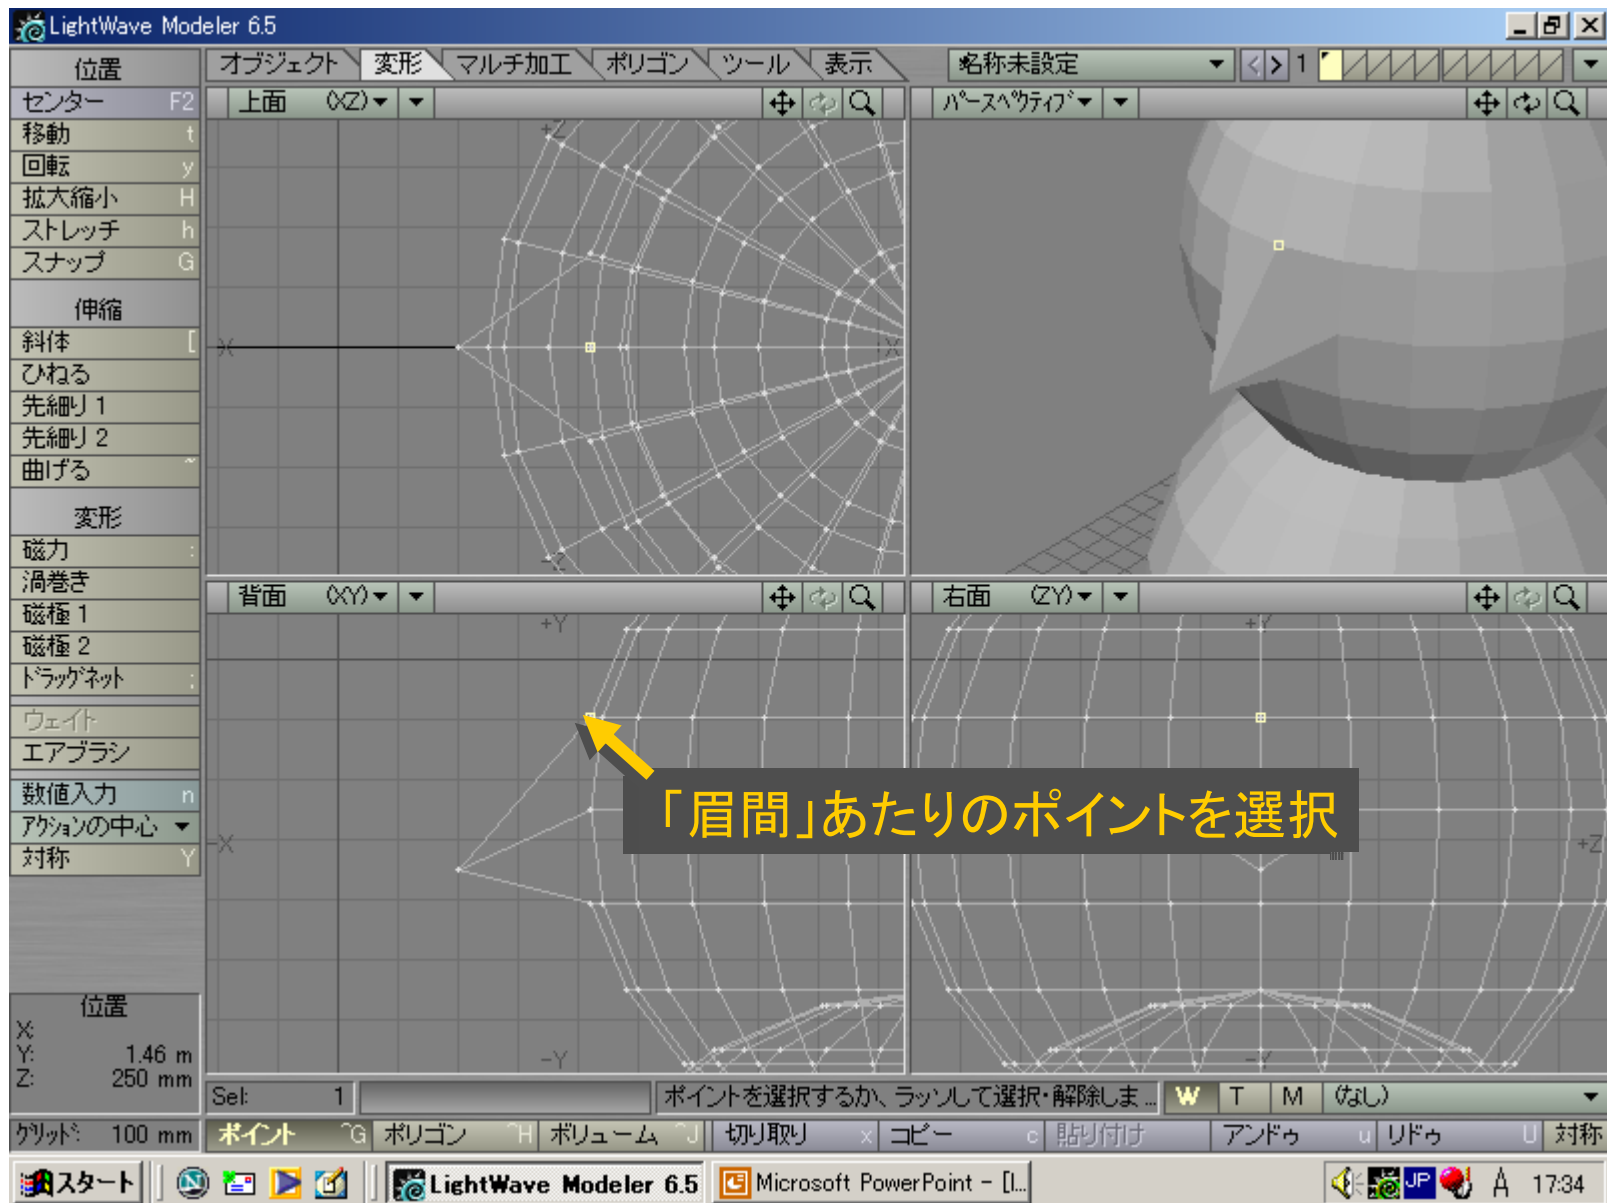 LightWave Modeler 6.5
位置
オブジェクト 変形 マルチ加工 ポリゴン ツール 表示
名称未設定
1
センター F2
移動 t
回転 y
拡大縮小 H
ストレッチ h
スナップ G
伸縮
斜体 [
ひねる
先細り 1
先細り 2
曲げる ~
変形
磁力 :
渦巻き
磁極 1
磁極 2
ドラッグネット ;
ウェイト
エアブラシ
数値入力 n
アクションの中心
対称 Y
上面 (XZ)
+Z
-X
+X
-Z
パースペクティブ
背面 (XY)
+Y
-X
-Y
右面 (ZY)
+Y
+Z
-Y
「眉間」あたりのポイントを選択
位置
X:
Y: 1.46 m
Z: 250 mm
グリッド: 100 mm
Sel: 1
ポイントを選択するか、ラッソして選択・解除しま...
W T M (なし)
ポイント ^G ポリゴン ^H ボリューム ^J 切り取り x コピー c 貼り付け アンドゥ u リドゥ U 対称
スタート
LightWave Modeler 6.5
Microsoft PowerPoint - [l...
JP
A
17:34